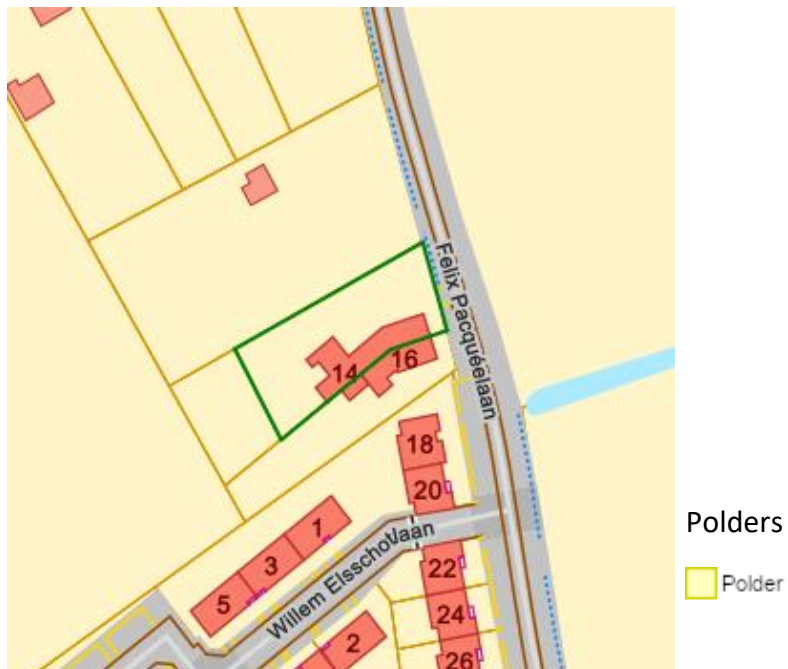 Felix Pacquéelaan
14
16
18
20
1
3
5
Willem Elsschotlaan
22
24
2
26
Polders
Polder